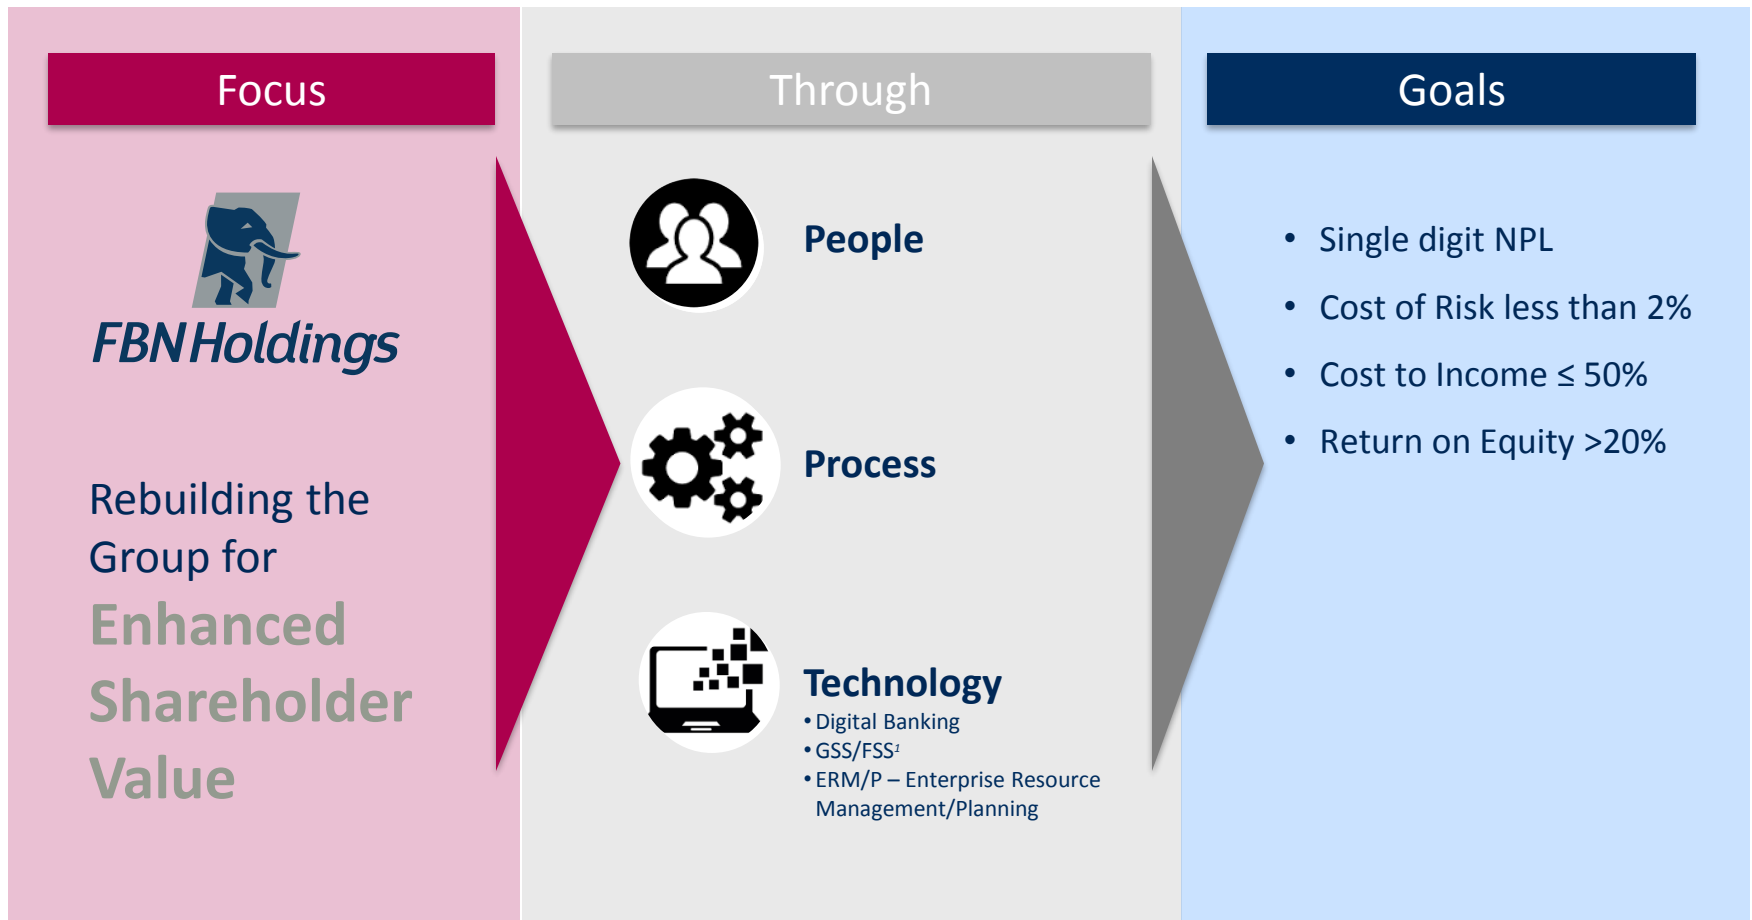 Focus
FBNHoldings
Rebuilding the
Group for
Enhanced
Shareholder
Value
Through
People
Process
Technology
• Digital Banking
• GSS/FSS¹
• ERM/P – Enterprise Resource
Management/Planning
Goals
• Single digit NPL
• Cost of Risk less than 2%
• Cost to Income ≤ 50%
• Return on Equity >20%